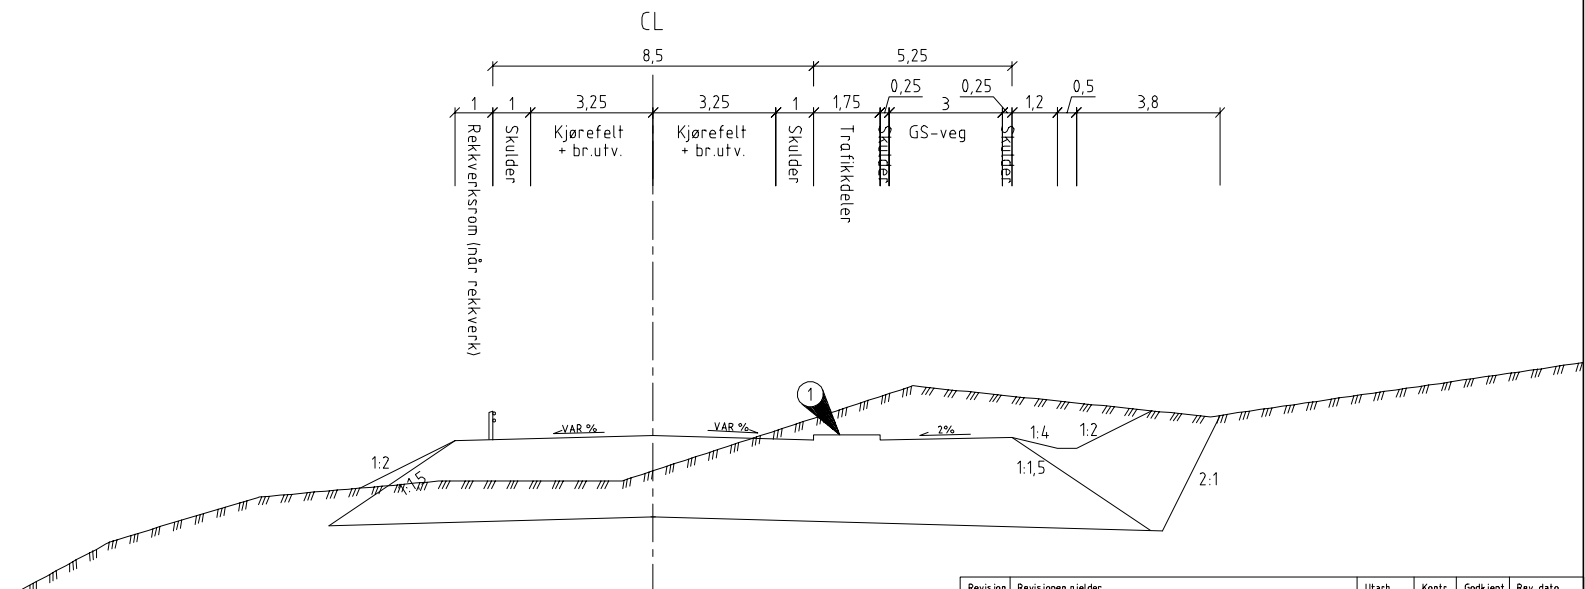 CL
8,5
5,25
0,25
0,25
0,5
1
1
3,25
3,25
1
1,75
3
1,2
3,8
Rekkverksrom (når rekkverk)
Skulder
Kjørefelt
+ br.utv.
Kjørefelt
+ br.utv.
Skulder
Trafikkdeler
Skulder
GS-veg
Skulder
1
VAR %
VAR %
2%
1:4
1:2
1:2
1:1,5
1:1,5
2:1
Revisjon
Revisjonen gjelder
Utarb.
Kontr.
Godkjent
Rev. dato